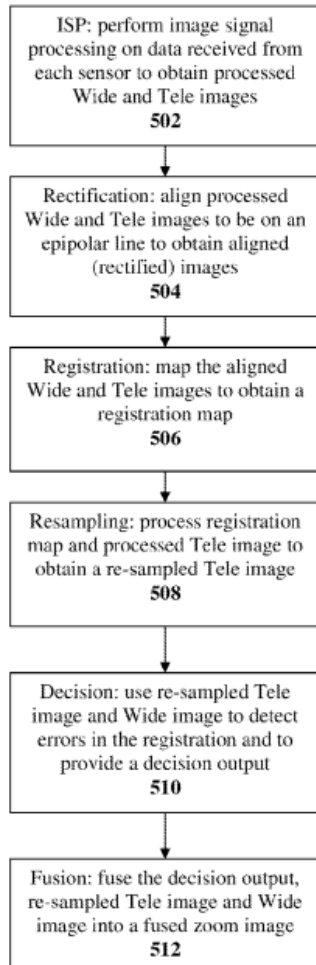 ISP: perform image signal
processing on data received from
each sensor to obtain processed
Wide and Tele images
502
Rectification: align processed
Wide and Tele images to be on an
epipolar line to obtain aligned
(rectified) images
504
Registration: map the aligned
Wide and Tele images to obtain a
registration map
506
Resampling: process registration
map and processed Tele image to
obtain a re-sampled Tele image
508
Decision: use re-sampled Tele
image and Wide image to detect
errors in the registration and to
provide a decision output
510
Fusion: fuse the decision output,
re-sampled Tele image and Wide
image into a fused zoom image
512